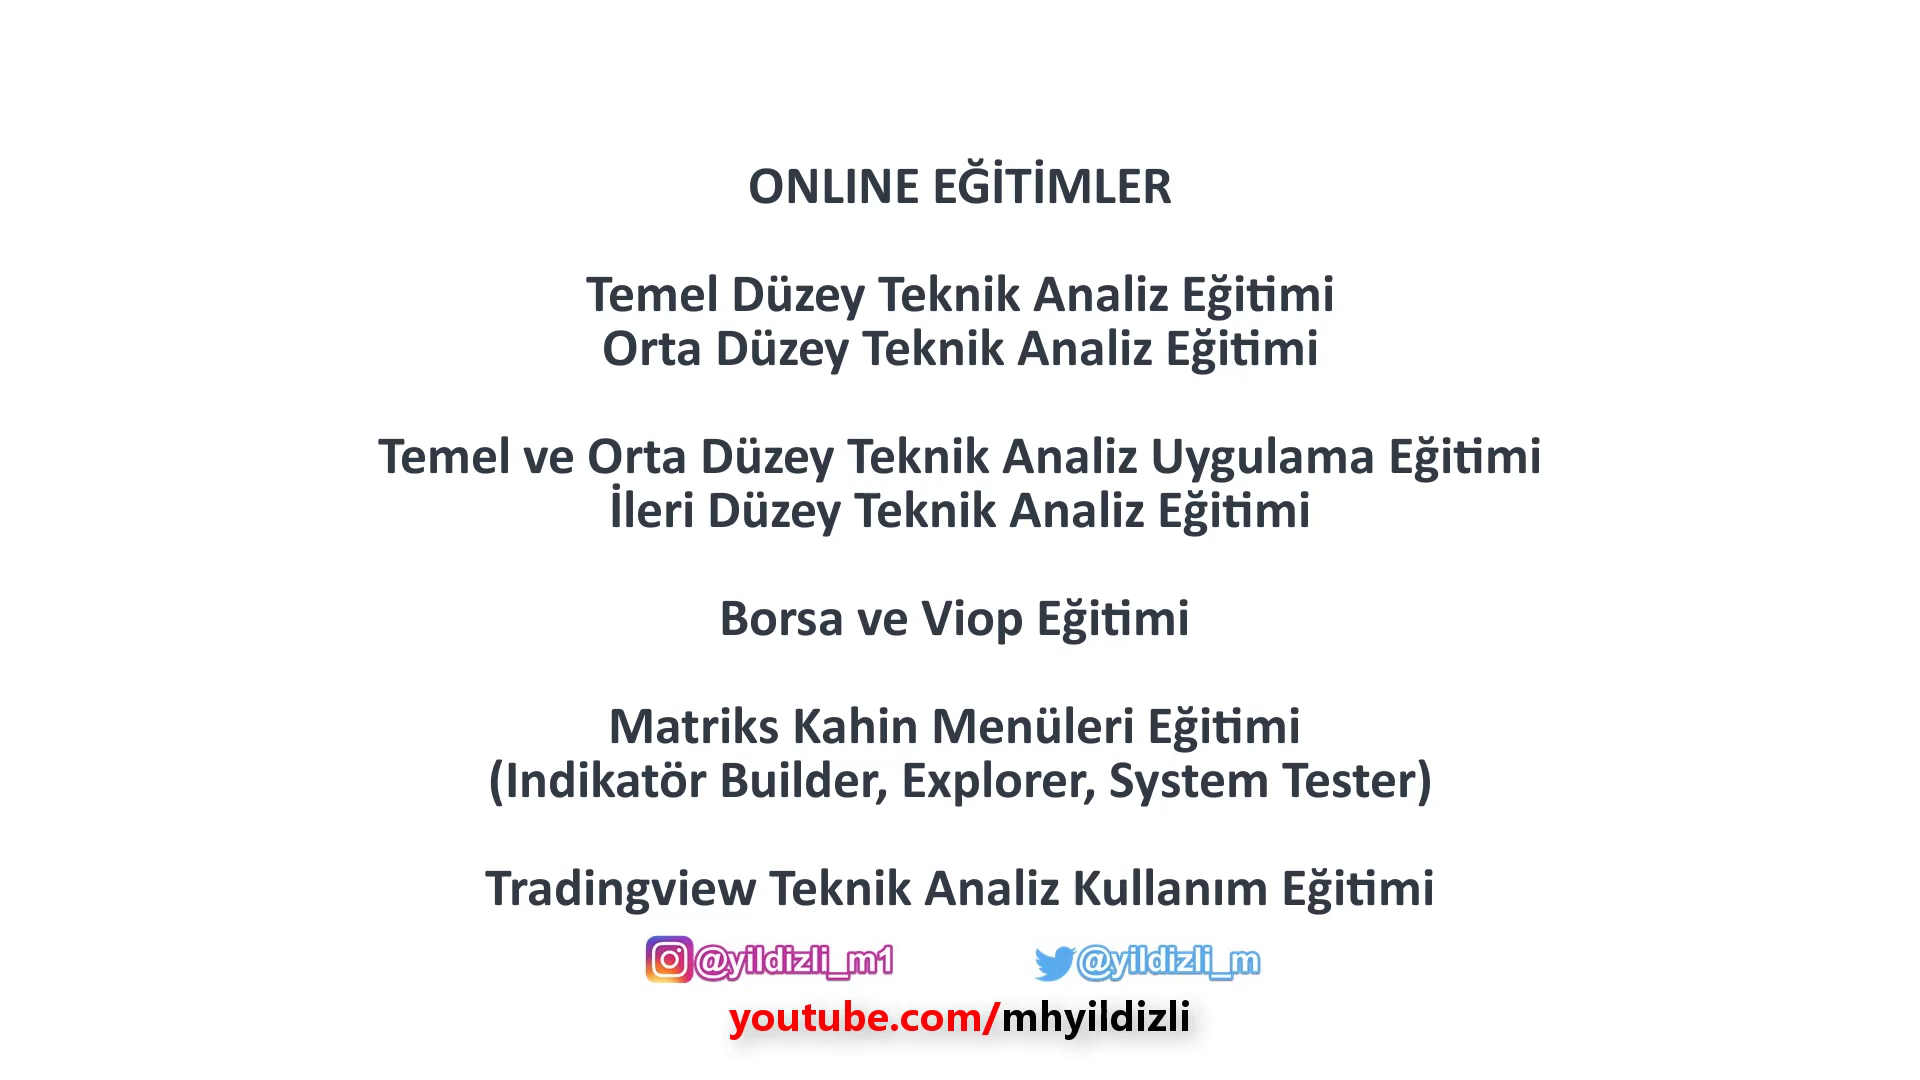 ONLINE EĞİTİMLER
Temel Düzey Teknik Analiz Eğitimi
Orta Düzey Teknik Analiz Eğitimi
Temel ve Orta Düzey Teknik Analiz Uygulama Eğitimi
İleri Düzey Teknik Analiz Eğitimi
Borsa ve Viop Eğitimi
Matriks Kahin Menüleri Eğitimi
(Indikatör Builder, Explorer, System Tester)
Tradingview Teknik Analiz Kullanım Eğitimi
@yildizli_m1 @yildizli_m
youtube.com/mhyildizli